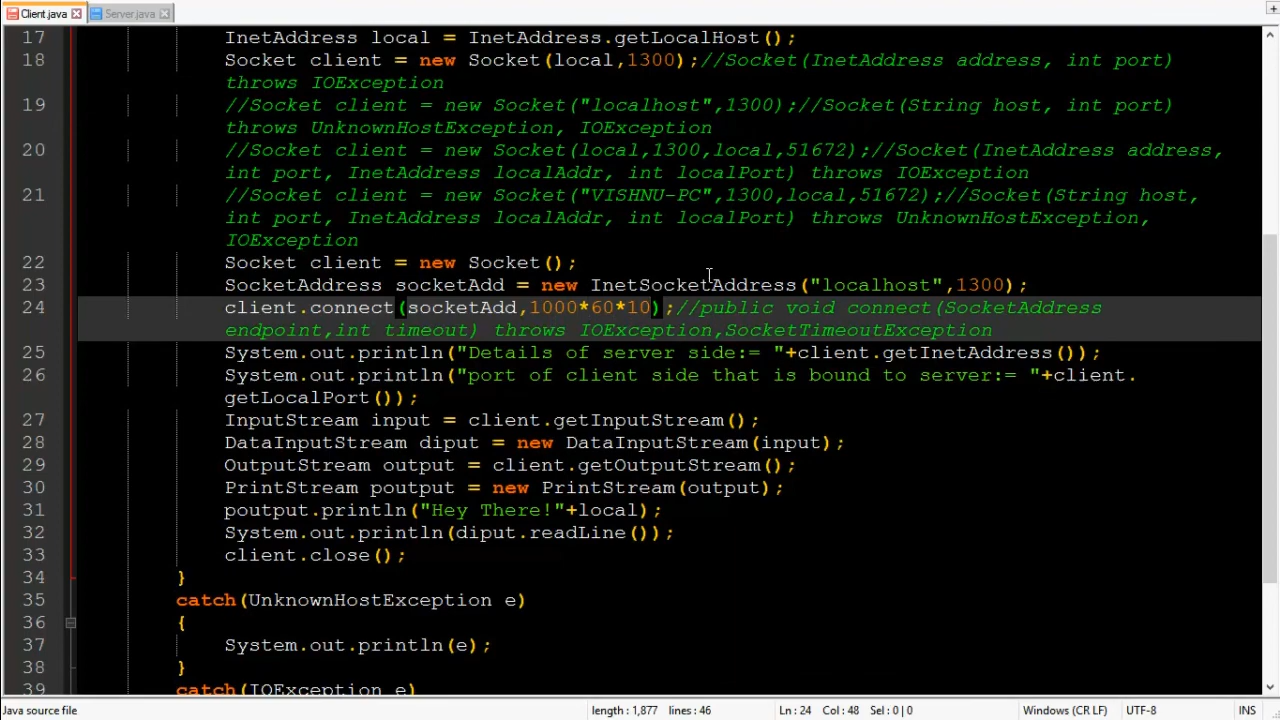 Client.java Server.java
17 InetAddress local = InetAddress.getLocalHost();
18 Socket client = new Socket(local,1300);//Socket(InetAddress address, int port)
throws IOException
19 //Socket client = new Socket("localhost",1300);//Socket(String host, int port)
throws UnknownHostException, IOException
20 //Socket client = new Socket(local,1300,local,51672);//Socket(InetAddress address,
int port, InetAddress localAddr, int localPort) throws IOException
21 //Socket client = new Socket("VISHNU-PC",1300,local,51672);//Socket(String host,
int port, InetAddress localAddr, int localPort) throws UnknownHostException,
IOException
22 Socket client = new Socket();
23 SocketAddress socketAdd = new InetSocketAddress("localhost",1300);
24 client.connect(socketAdd,1000*60*10);//public void connect(SocketAddress
endpoint,int timeout) throws IOException,SocketTimeoutException
25 System.out.println("Details of server side:= "+client.getInetAddress());
26 System.out.println("port of client side that is bound to server:= "+client.
getLocalPort());
27 InputStream input = client.getInputStream();
28 DataInputStream diput = new DataInputStream(input);
29 OutputStream output = client.getOutputStream();
30 PrintStream poutput = new PrintStream(output);
31 poutput.println("Hey There!"+local);
32 System.out.println(diput.readLine());
33 client.close();
34 }
35 catch(UnknownHostException e)
36 {
37 System.out.println(e);
38 }
39 catch(IOException e)
Java source file length : 1,877 lines : 46 Ln : 24 Col : 48 Sel : 0 | 0 Windows (CR LF) UTF-8 INS